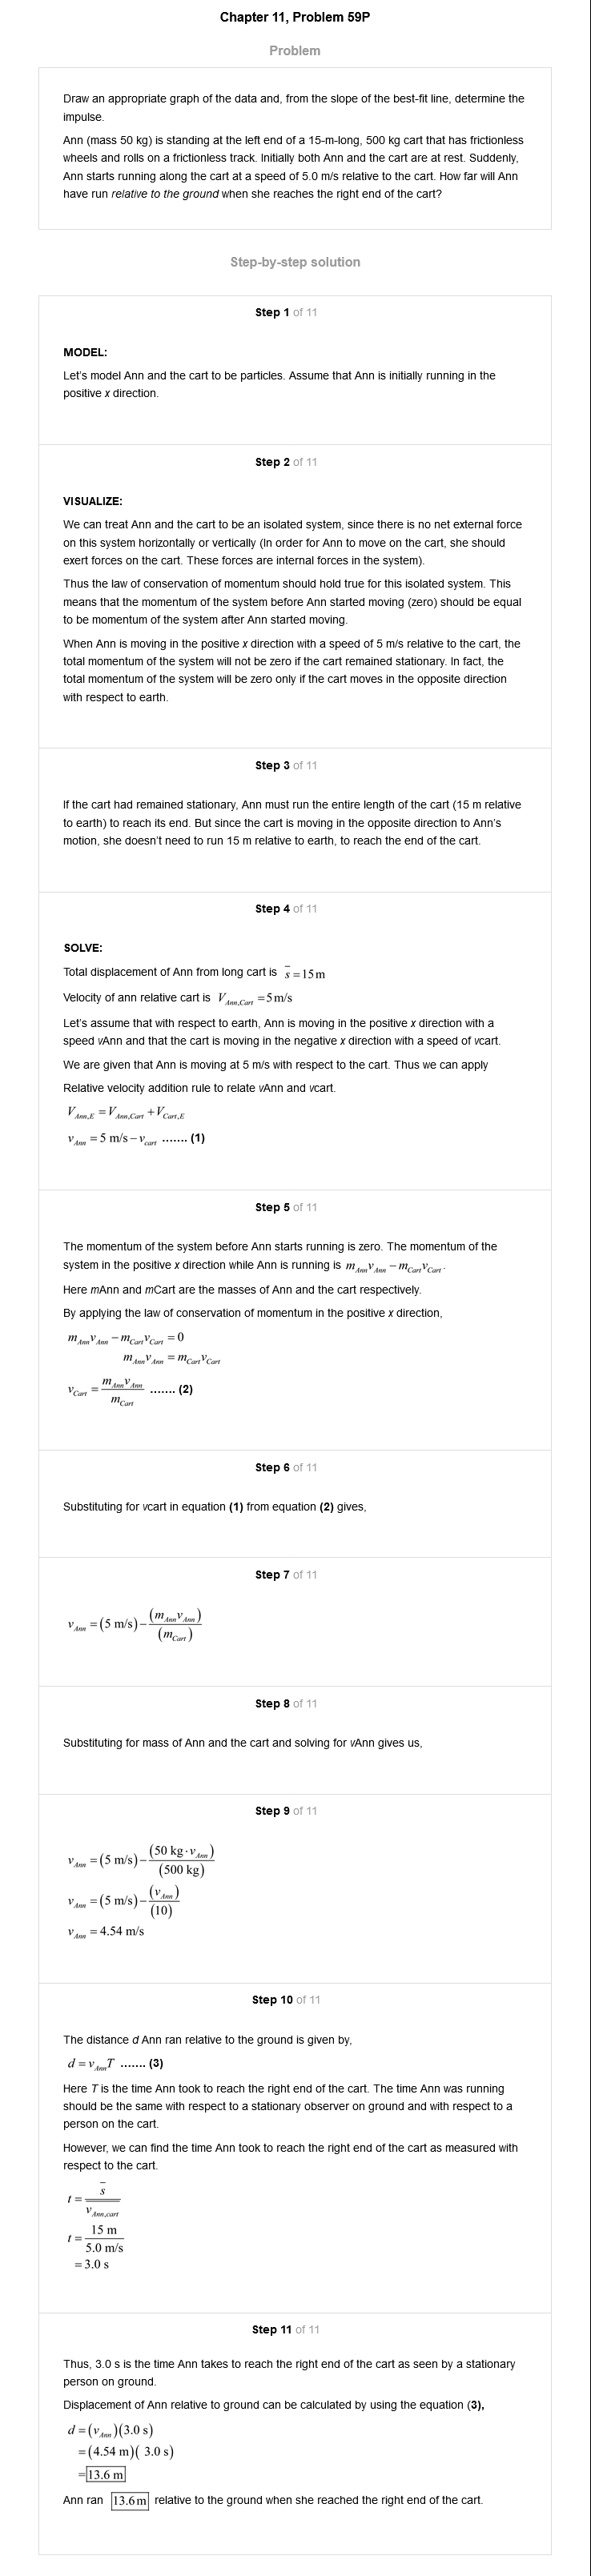 Chapter 11, Problem 59P
Problem
Draw an appropriate graph of the data and, from the slope of the best-fit line, determine the
impulse.
Ann (mass 50 kg) is standing at the left end of a 15-m-long, 500 kg cart that has frictionless
wheels and rolls on a frictionless track. Initially both Ann and the cart are at rest. Suddenly,
Ann starts running along the cart at a speed of 5.0 m/s relative to the cart. How far will Ann
have run relative to the ground when she reaches the right end of the cart?
Step-by-step solution
Step 1 of 11
MODEL:
Let's model Ann and the cart to be particles. Assume that Ann is initially running in the
positive x direction.
Step 2 of 11
VISUALIZE:
We can treat Ann and the cart to be an isolated system, since there is no net external force
on this system horizontally or vertically (In order for Ann to move on the cart, she should
exert forces on the cart. These forces are internal forces in the system).
Thus the law of conservation of momentum should hold true for this isolated system. This
means that the momentum of the system before Ann started moving (zero) should be equal
to be momentum of the system after Ann started moving.
When Ann is moving in the positive x direction with a speed of 5 m/s relative to the cart, the
total momentum of the system will not be zero if the cart remained stationary. In fact, the
total momentum of the system will be zero only if the cart moves in the opposite direction
with respect to earth.
Step 3 of 11
If the cart had remained stationary, Ann must run the entire length of the cart (15 m relative
to earth) to reach its end. But since the cart is moving in the opposite direction to Ann's
motion, she doesn't need to run 15 m relative to earth, to reach the end of the cart.
Step 4 of 11
SOLVE:
Total displacement of Ann from long cart is s̄ = 15 m
Velocity of ann relative cart is V_{Ann,Cart} = 5 m/s
Let's assume that with respect to earth, Ann is moving in the positive x direction with a
speed vAnn and that the cart is moving in the negative x direction with a speed of vcart.
We are given that Ann is moving at 5 m/s with respect to the cart. Thus we can apply
Relative velocity addition rule to relate vAnn and vcart.
V_{Ann,E} = V_{Ann,Cart} + V_{Cart,E}
v_{Ann} = 5 m/s − v_{cart} ....... (1)
Step 5 of 11
The momentum of the system before Ann starts running is zero. The momentum of the
system in the positive x direction while Ann is running is m_{Ann}v_{Ann} − m_{Cart}v_{Cart}.
Here mAnn and mCart are the masses of Ann and the cart respectively.
By applying the law of conservation of momentum in the positive x direction,
m_{Ann}v_{Ann} − m_{Cart}v_{Cart} = 0
m_{Ann}v_{Ann} = m_{Cart}v_{Cart}
v_{Cart} = m_{Ann}v_{Ann} / m_{Cart} ....... (2)
Step 6 of 11
Substituting for vcart in equation (1) from equation (2) gives,
Step 7 of 11
v_{Ann} = (5 m/s) − (m_{Ann}v_{Ann}) / (m_{Cart})
Step 8 of 11
Substituting for mass of Ann and the cart and solving for vAnn gives us,
Step 9 of 11
v_{Ann} = (5 m/s) − (50 kg · v_{Ann}) / (500 kg)
v_{Ann} = (5 m/s) − (v_{Ann}) / (10)
v_{Ann} = 4.54 m/s
Step 10 of 11
The distance d Ann ran relative to the ground is given by,
d = v_{Ann}T ....... (3)
Here T is the time Ann took to reach the right end of the cart. The time Ann was running
should be the same with respect to a stationary observer on ground and with respect to a
person on the cart.
However, we can find the time Ann took to reach the right end of the cart as measured with
respect to the cart.
t = s̄ / v̄_{Ann,cart}
t = 15 m / 5.0 m/s
= 3.0 s
Step 11 of 11
Thus, 3.0 s is the time Ann takes to reach the right end of the cart as seen by a stationary
person on ground.
Displacement of Ann relative to ground can be calculated by using the equation (3),
d = (v_{Ann})(3.0 s)
= (4.54 m)( 3.0 s)
= 13.6 m
Ann ran 13.6 m relative to the ground when she reached the right end of the cart.